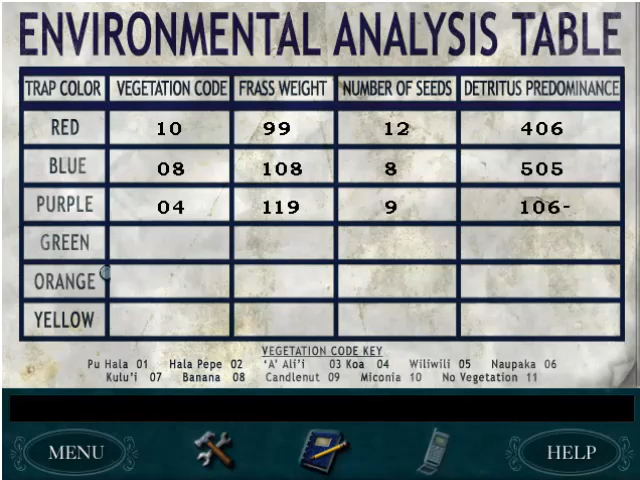 ENVIRONMENTAL ANALYSIS TABLE
TRAP COLOR VEGETATION CODE FRASS WEIGHT NUMBER OF SEEDS DETRITUS PREDOMINANCE
RED 10 99 12 406
BLUE 08 108 8 505
PURPLE 04 119 9 106-
GREEN
ORANGE
YELLOW
VEGETATION CODE KEY
Pu Hala 01 Hala Pepe 02 'A' Ali'i 03 Koa 04 Wiliwili 05 Naupaka 06
Kulu'i 07 Banana 08 Candlenut 09 Miconia 10 No Vegetation 11
MENU HELP